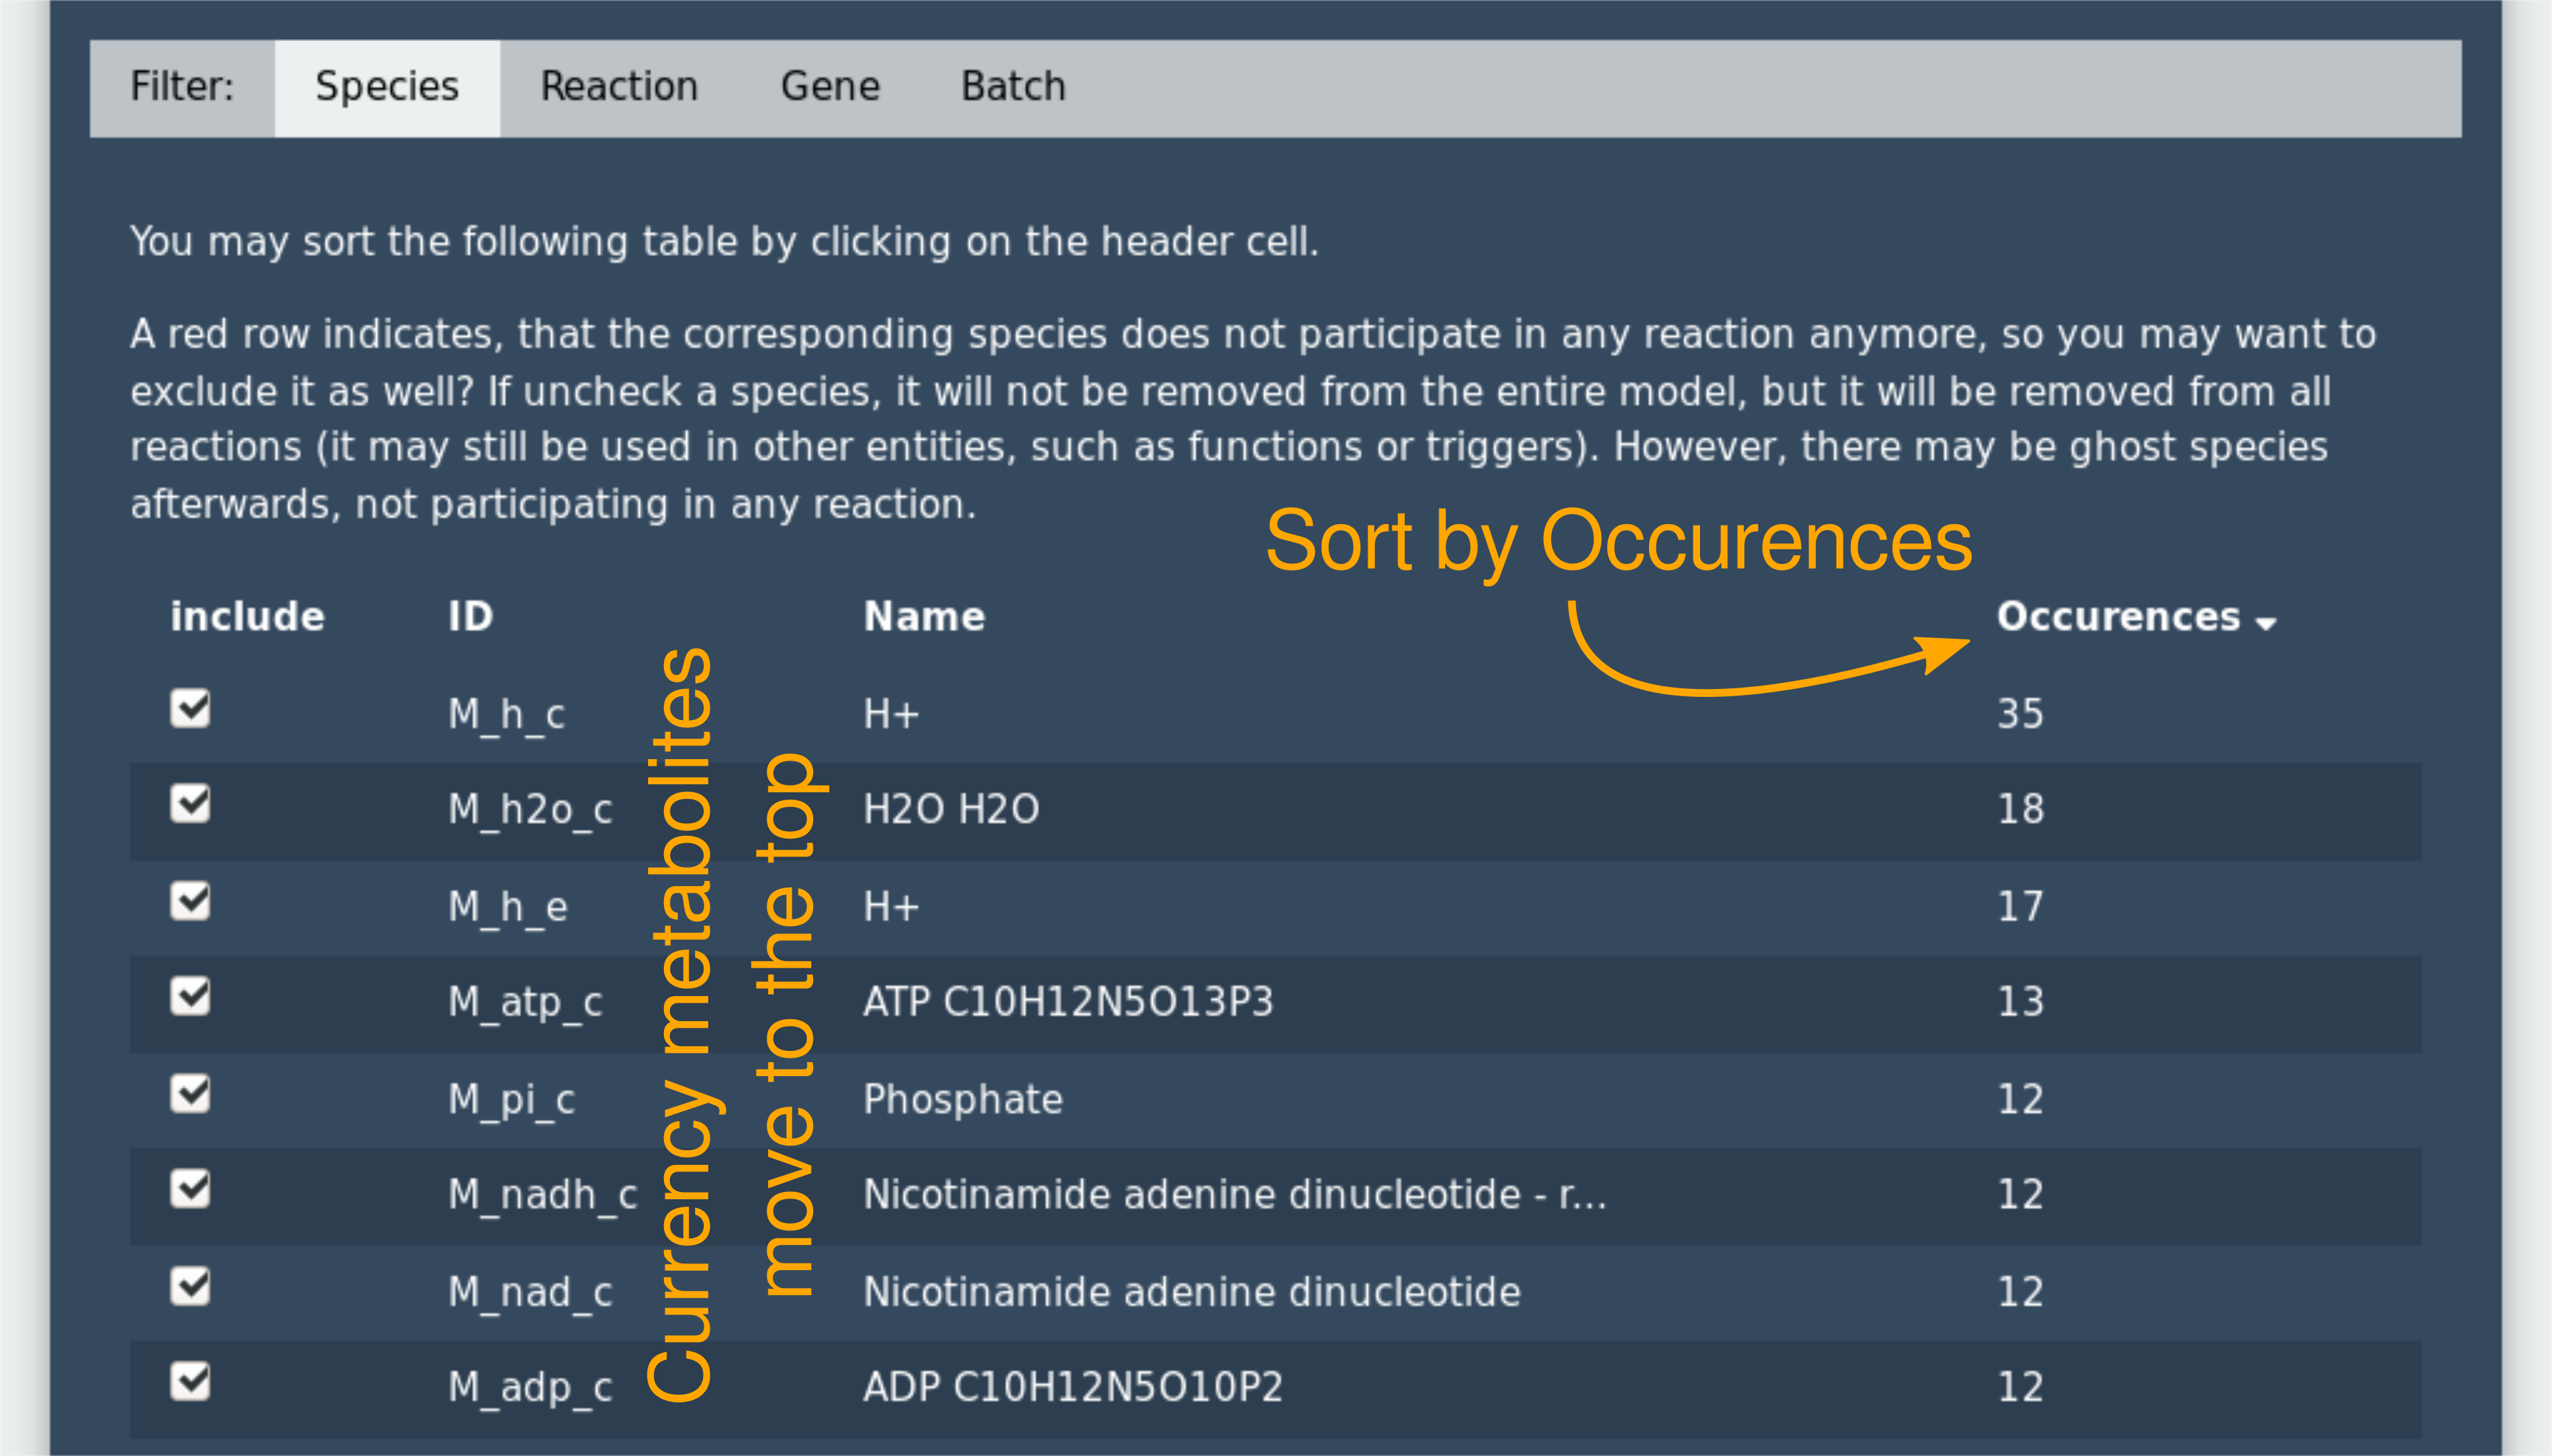 Filter: Species Reaction Gene Batch
You may sort the following table by clicking on the header cell.
A red row indicates, that the corresponding species does not participate in any reaction anymore, so you may want to
exclude it as well? If uncheck a species, it will not be removed from the entire model, but it will be removed from all
reactions (it may still be used in other entities, such as functions or triggers). However, there may be ghost species
afterwards, not participating in any reaction.
Sort by Occurences
include ID Name Occurences
M_h_c H+ 35
M_h2o_c H2O H2O 18
M_h_e H+ 17
M_atp_c ATP C10H12N5O13P3 13
M_pi_c Phosphate 12
M_nadh_c Nicotinamide adenine dinucleotide - r... 12
M_nad_c Nicotinamide adenine dinucleotide 12
M_adp_c ADP C10H12N5O10P2 12
Currency metabolites
move to the top